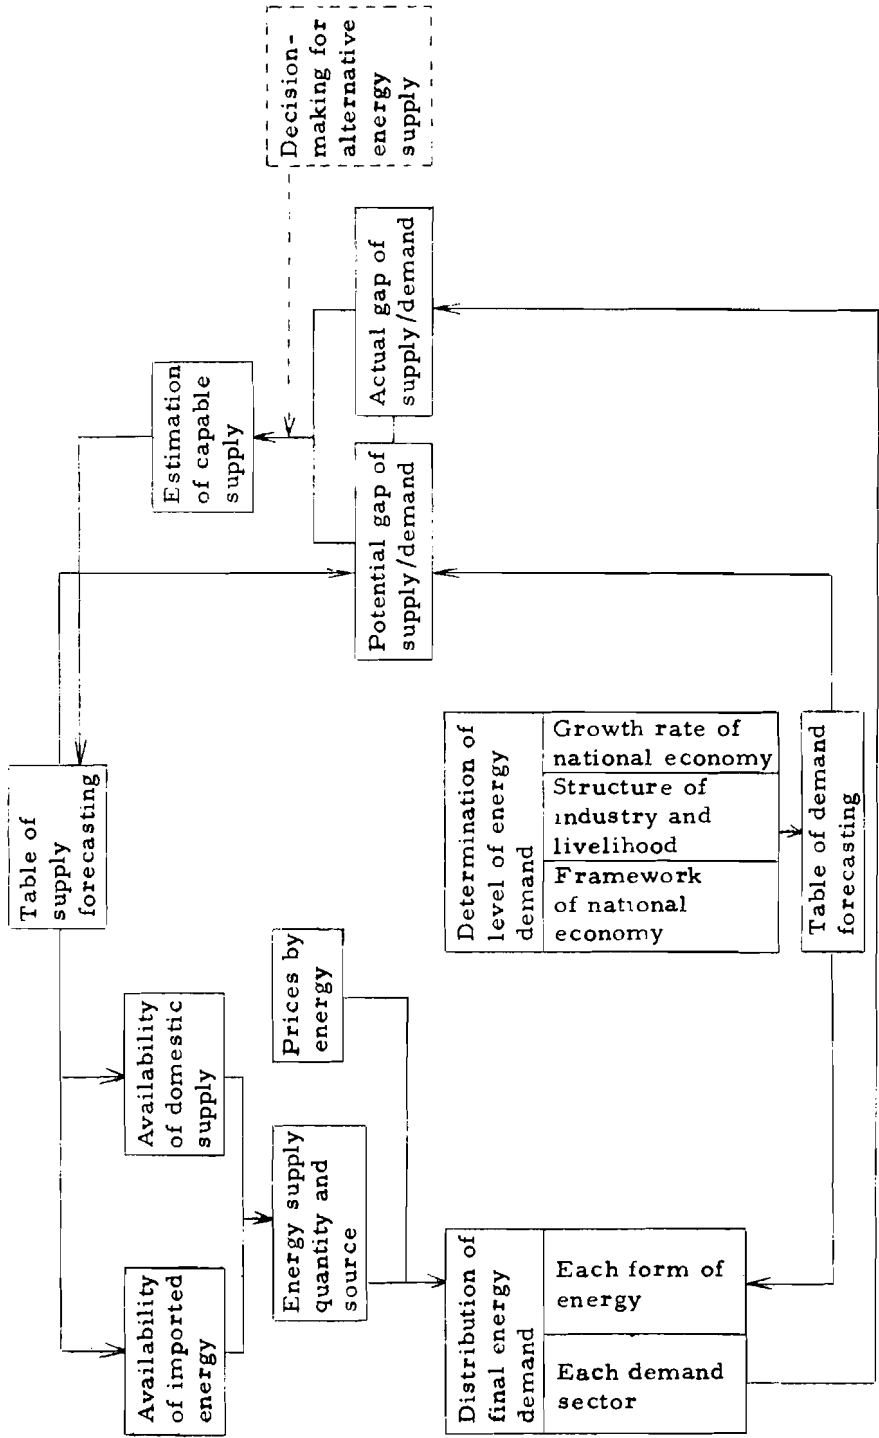 Table of
supply
forecasting
Availability
of imported
energy
Availability
of domestic
supply
Estimation
of capable
supply
Decision-
making for
alternative
energy
supply
Energy supply
quantity and
source
Prices by
energy
Potential gap of
supply/demand
Actual gap of
supply/demand
Distribution of
final energy
demand
Each demand
sector
Each form of
energy
Determination of
level of energy
demand
Framework
of national
economy
Structure of
industry and
livelihood
Growth rate of
national economy
Table of demand
forecasting